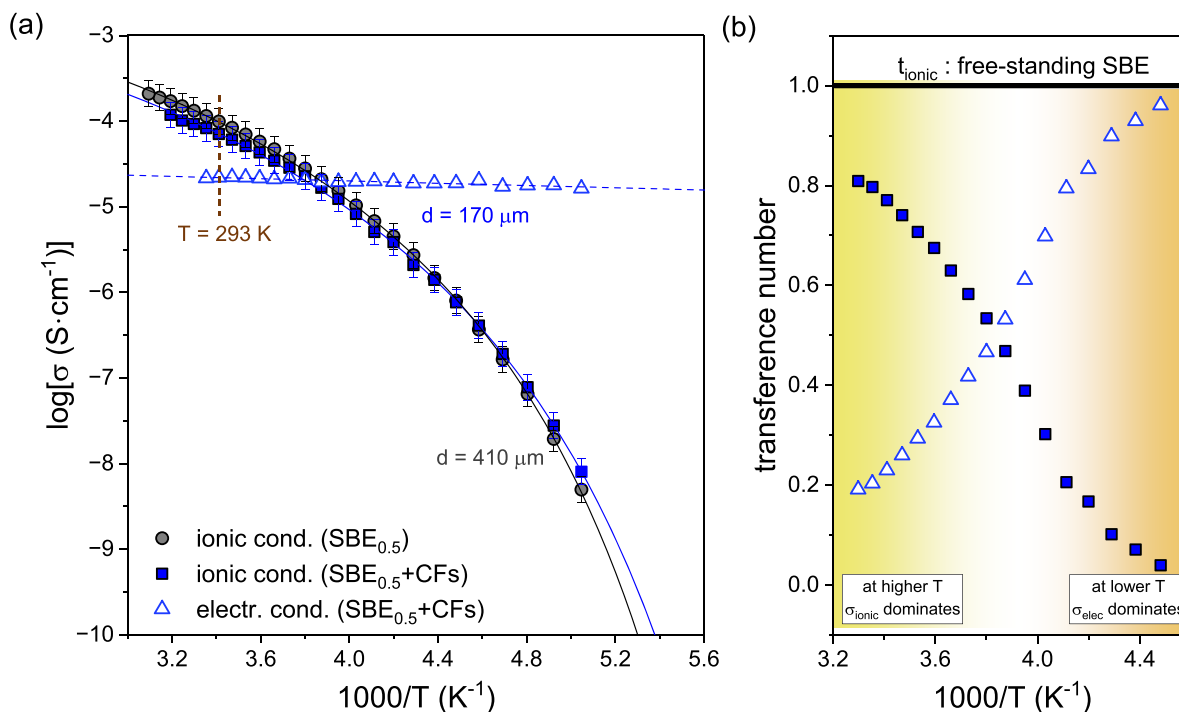 (a)
−3
−4
−5
−6
−7
−8
−9
−10
log[σ (S·cm⁻¹)]
T = 293 K
d = 170 μm
d = 410 μm
ionic cond. (SBE₀.₅)
ionic cond. (SBE₀.₅+CFs)
electr. cond. (SBE₀.₅+CFs)
3.2 3.6 4.0 4.4 4.8 5.2 5.6
1000/T (K⁻¹)
(b)
t_ionic : free-standing SBE
1.0
0.8
0.6
0.4
0.2
0.0
transference number
at higher T
σ_ionic dominates
at lower T
σ_elec dominates
3.2 3.6 4.0 4.4
1000/T (K⁻¹)